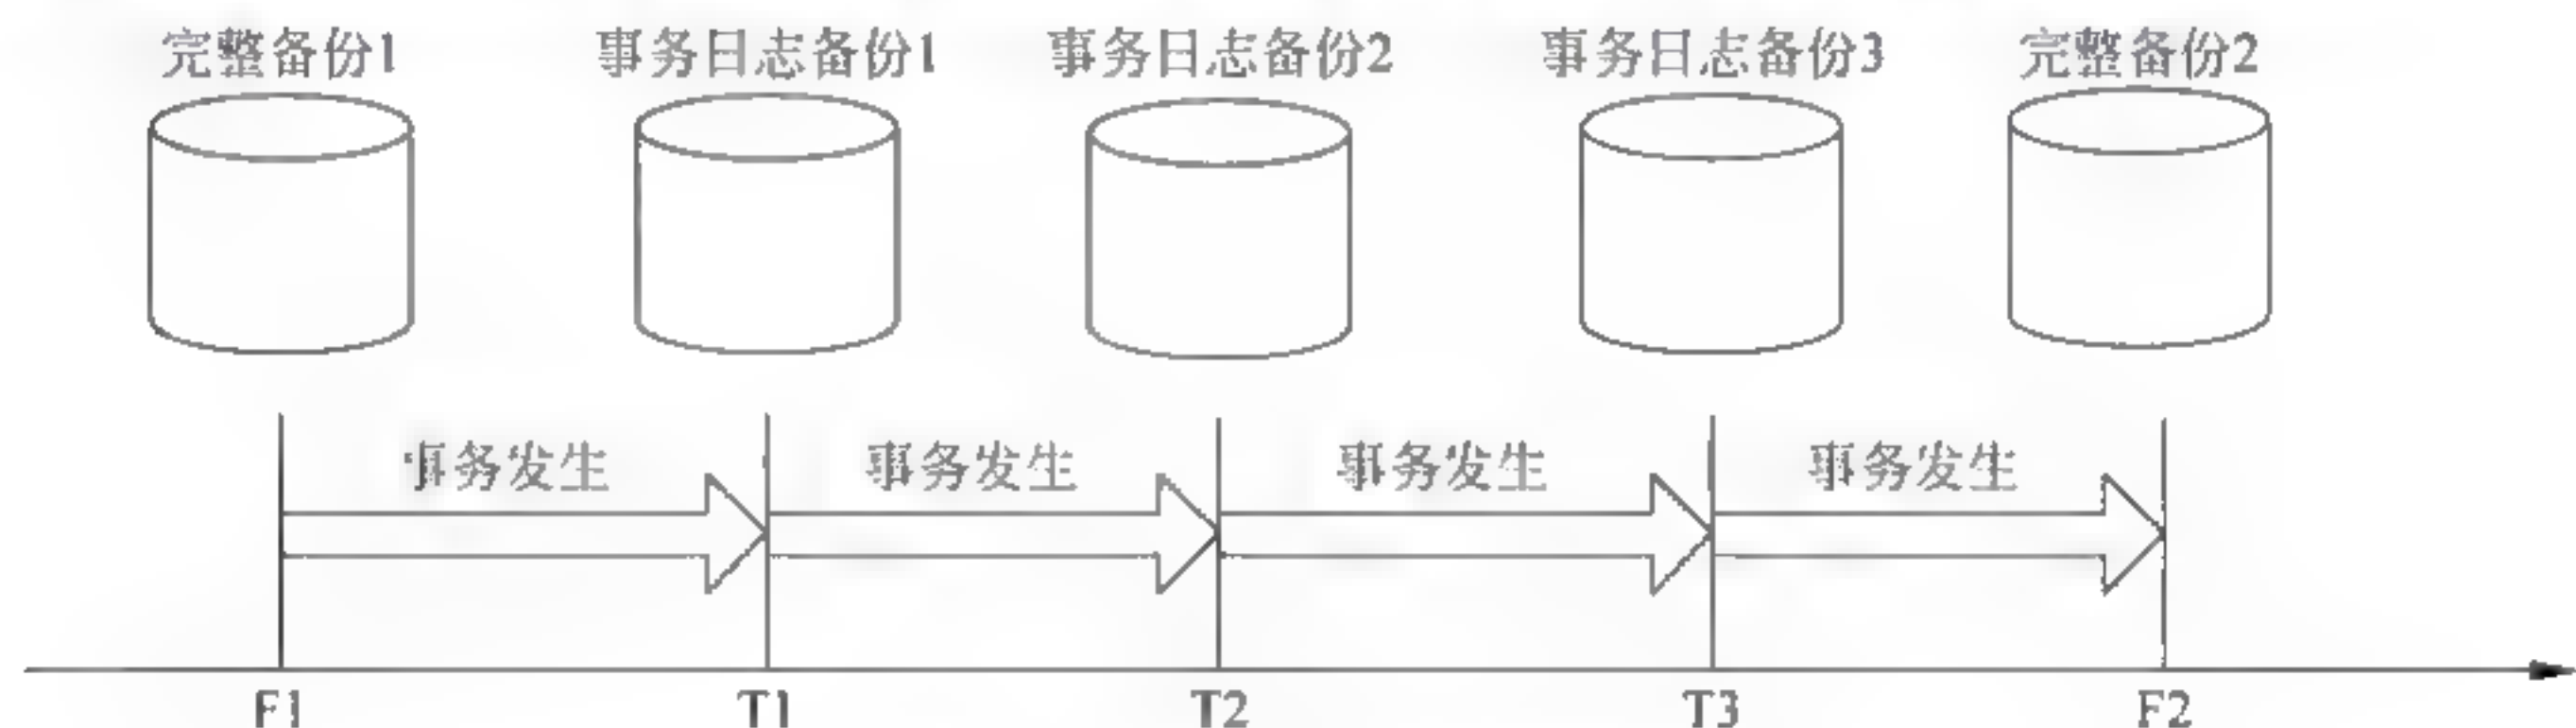 完整备份1 事务日志备份1 事务日志备份2 事务日志备份3 完整备份2
事务发生 事务发生 事务发生 事务发生
F1 T1 T2 T3 F2